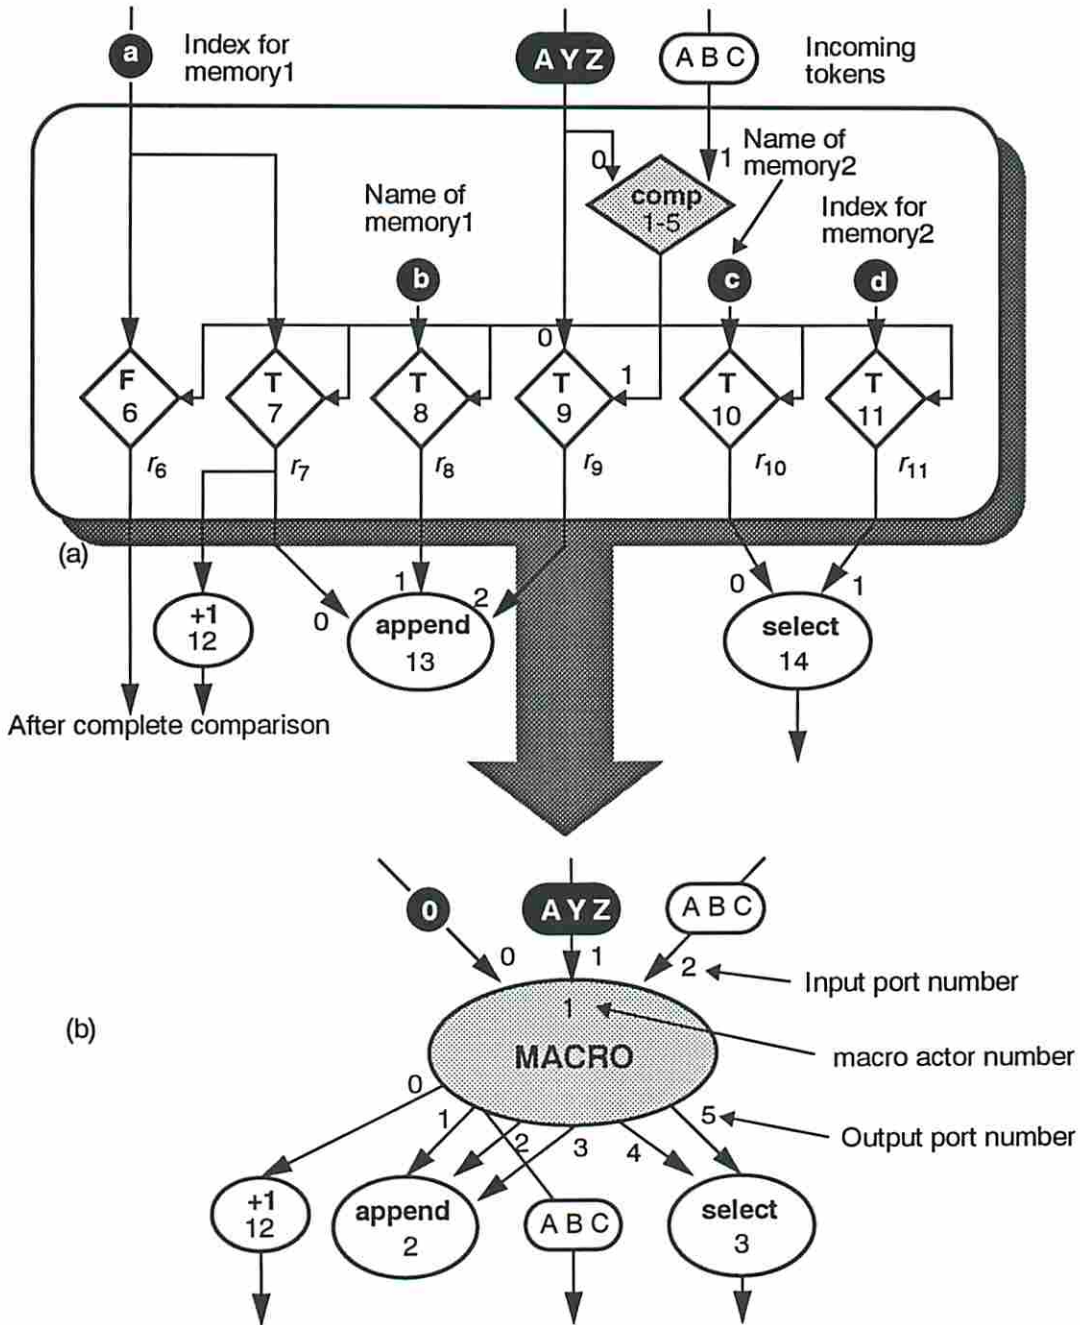 a
Index for
memory1
A Y Z
A B C
Incoming
tokens
0
1
Name of
memory2
comp
1-5
Name of
memory1
Index for
memory2
b
c
d
0
1
F
6
T
7
T
8
T
9
T
10
T
11
r6
r7
r8
r9
r10
r11
(a)
0
1
2
0
1
+1
12
append
13
select
14
After complete comparison
0
A Y Z
A B C
0
1
2
Input port number
1
(b)
MACRO
macro actor number
0
1
2
3
4
5
Output port number
+1
12
append
2
A B C
select
3